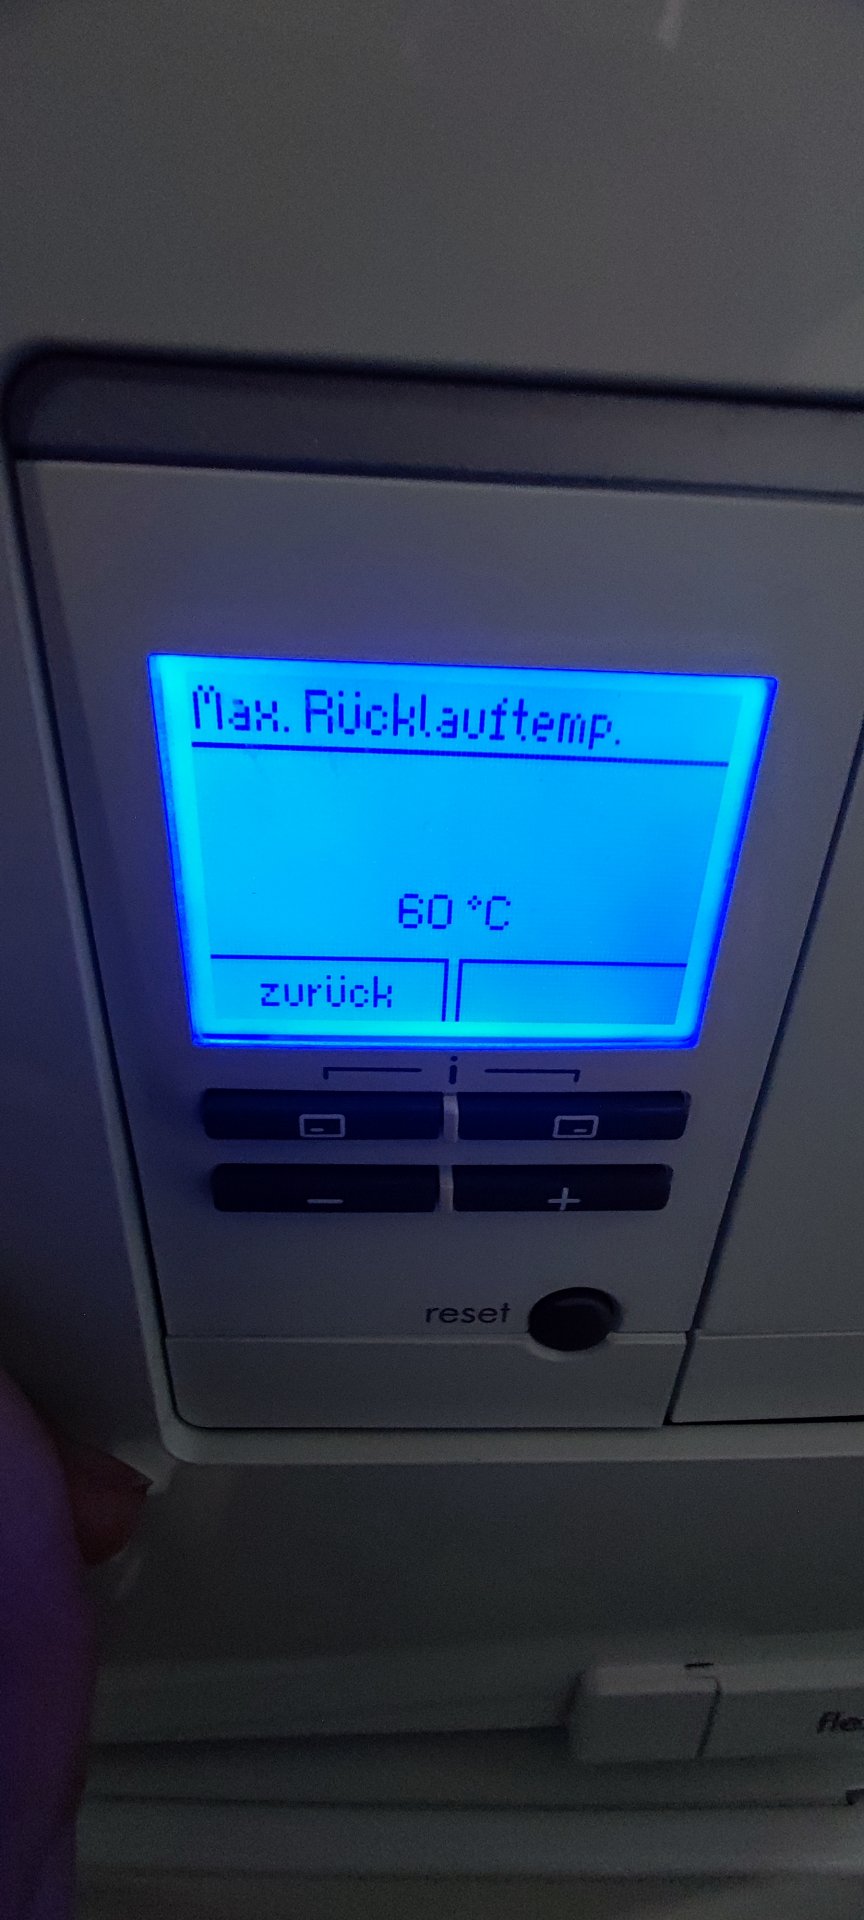 Max. Rücklauftemp.
60 °C
zurück
i
− +
reset